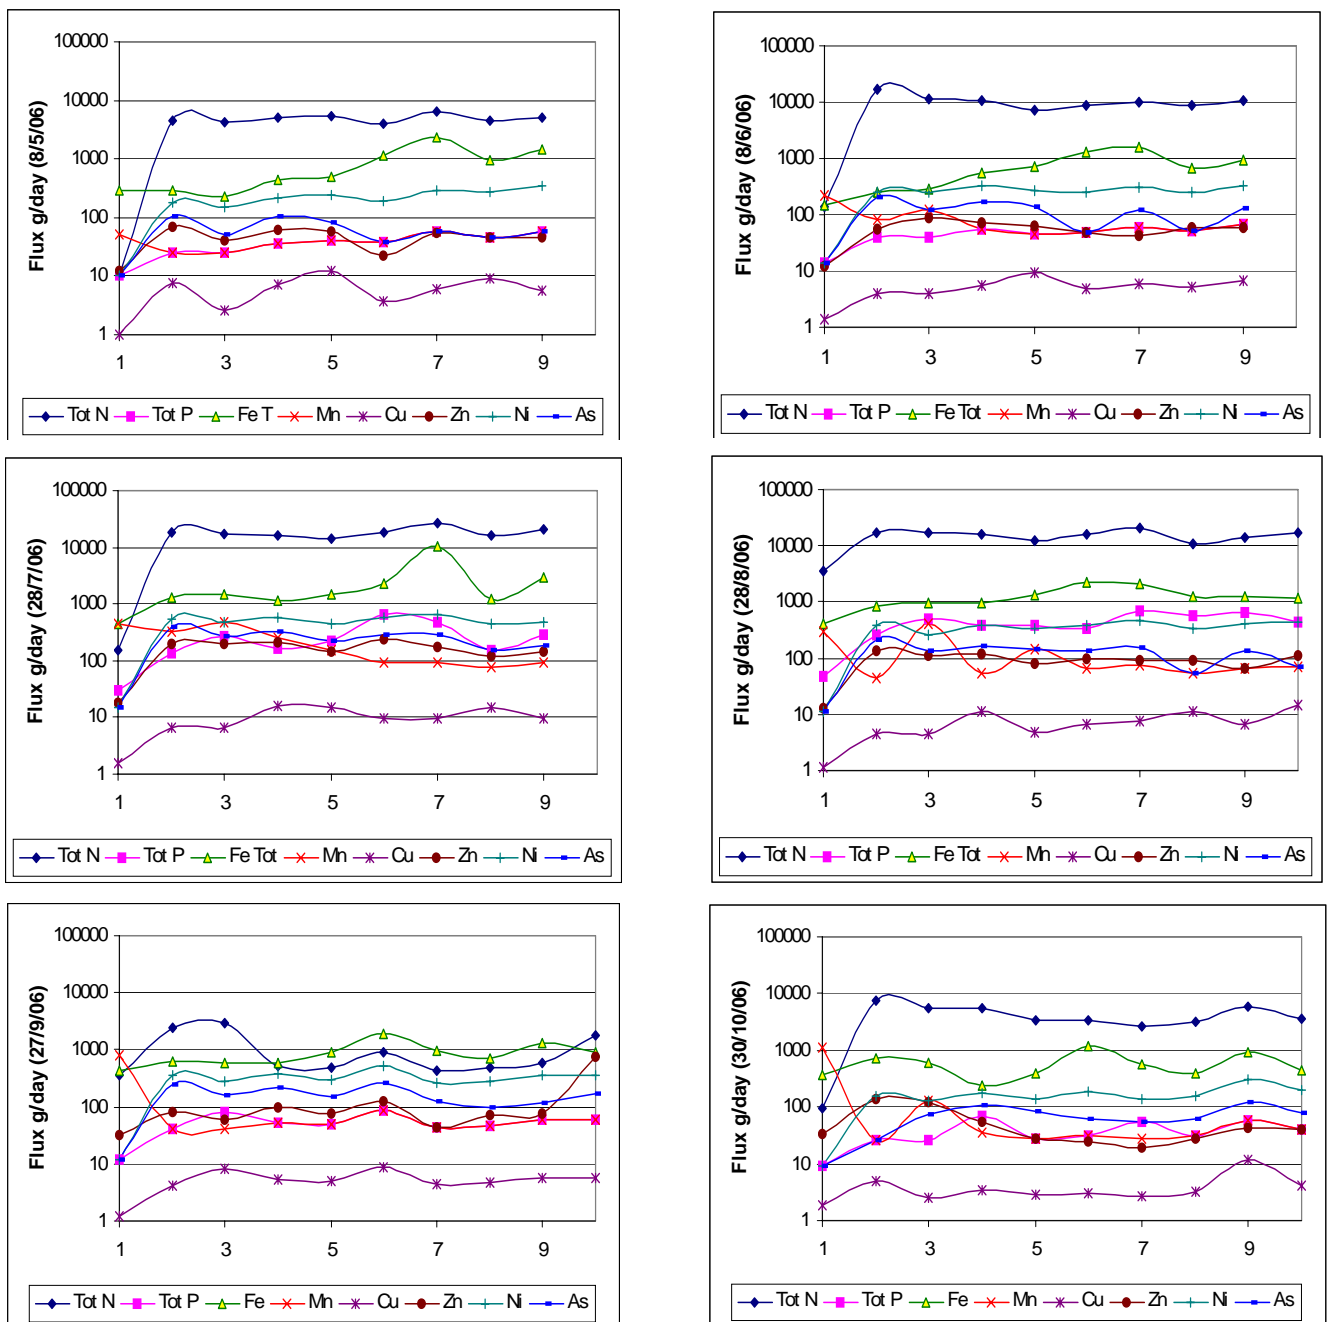 Flux g/day (8/5/06)
100000
10000
1000
100
10
1
1 3 5 7 9
Tot N Tot P Fe T Mn Cu Zn Ni As
Flux g/day (8/6/06)
100000
10000
1000
100
10
1
1 3 5 7 9
Tot N Tot P Fe Tot Mn Cu Zn Ni As
Flux g/day (28/7/06)
100000
10000
1000
100
10
1
1 3 5 7 9
Tot N Tot P Fe Tot Mn Cu Zn Ni As
Flux g/day (28/8/06)
100000
10000
1000
100
10
1
1 3 5 7 9
Tot N Tot P Fe Tot Mn Cu Zn Ni As
Flux g/day (27/9/06)
100000
10000
1000
100
10
1
1 3 5 7 9
Tot N Tot P Fe Mn Cu Zn Ni As
Flux g/day (30/10/06)
100000
10000
1000
100
10
1
1 3 5 7 9
Tot N Tot P Fe Mn Cu Zn Ni As